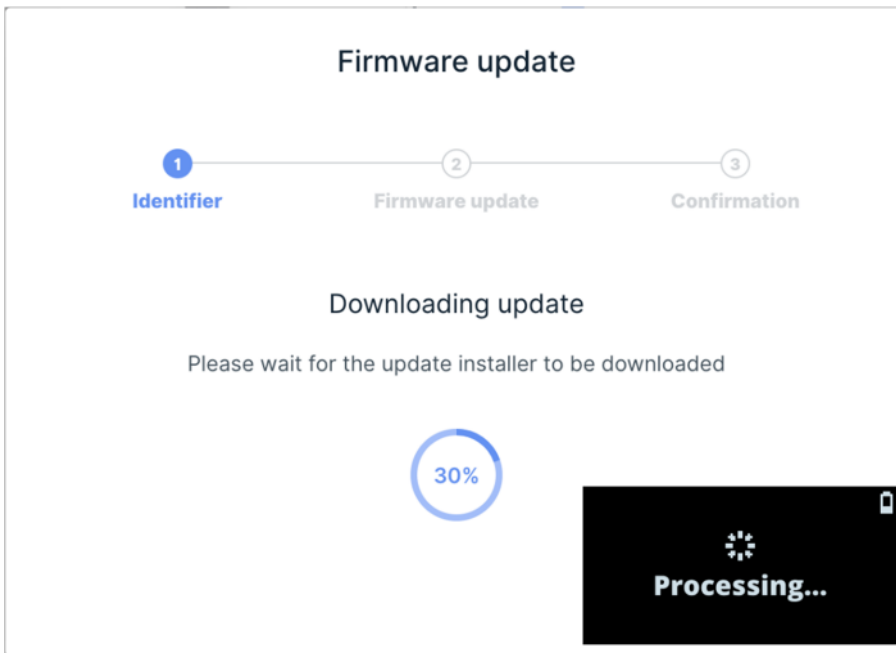 Firmware update
1
2
3
Identifier
Firmware update
Confirmation
Downloading update
Please wait for the update installer to be downloaded
30%
Processing...